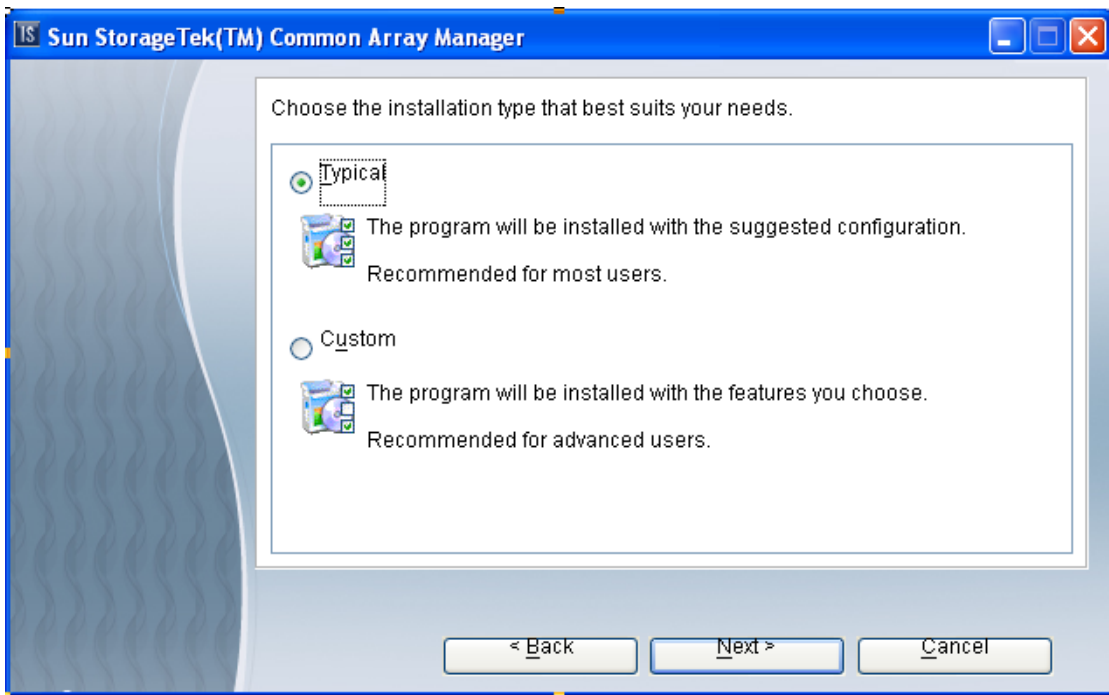 IS Sun StorageTek(TM) Common Array Manager
Choose the installation type that best suits your needs.
Typical
The program will be installed with the suggested configuration.
Recommended for most users.
Custom
The program will be installed with the features you choose.
Recommended for advanced users.
< Back
Next >
Cancel